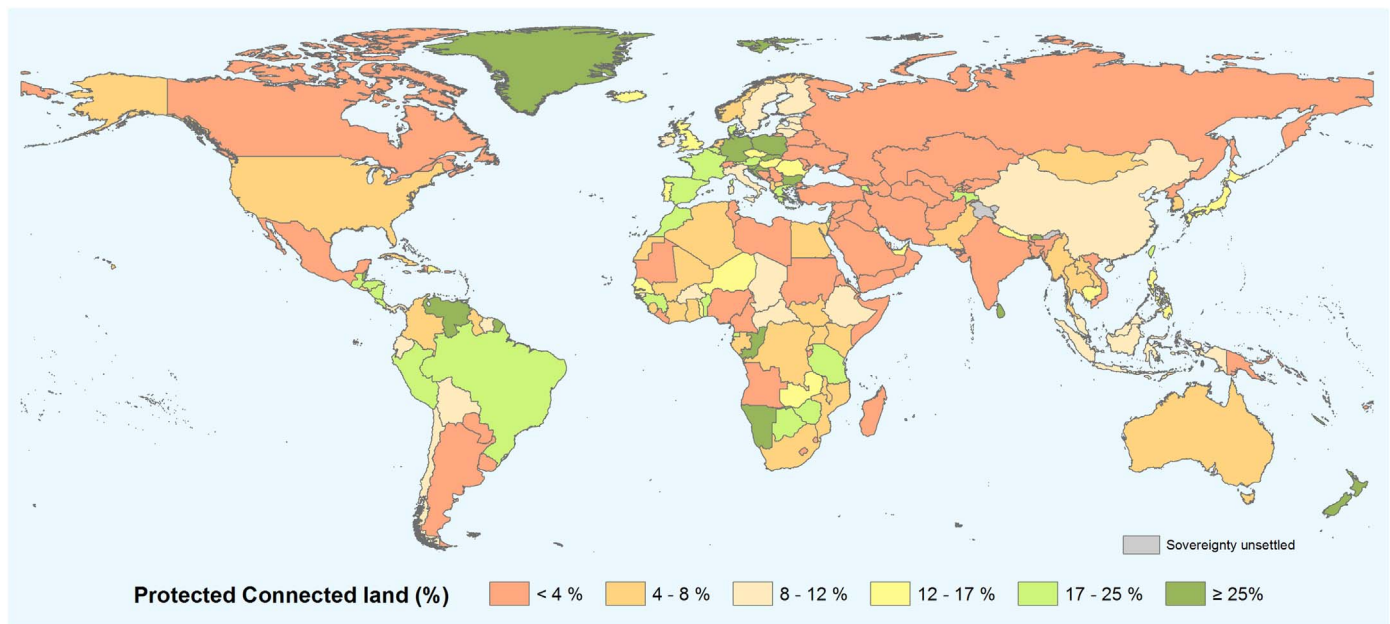 Sovereignty unsettled
Protected Connected land (%) < 4 % 4 - 8 % 8 - 12 % 12 - 17 % 17 - 25 % ≥ 25%